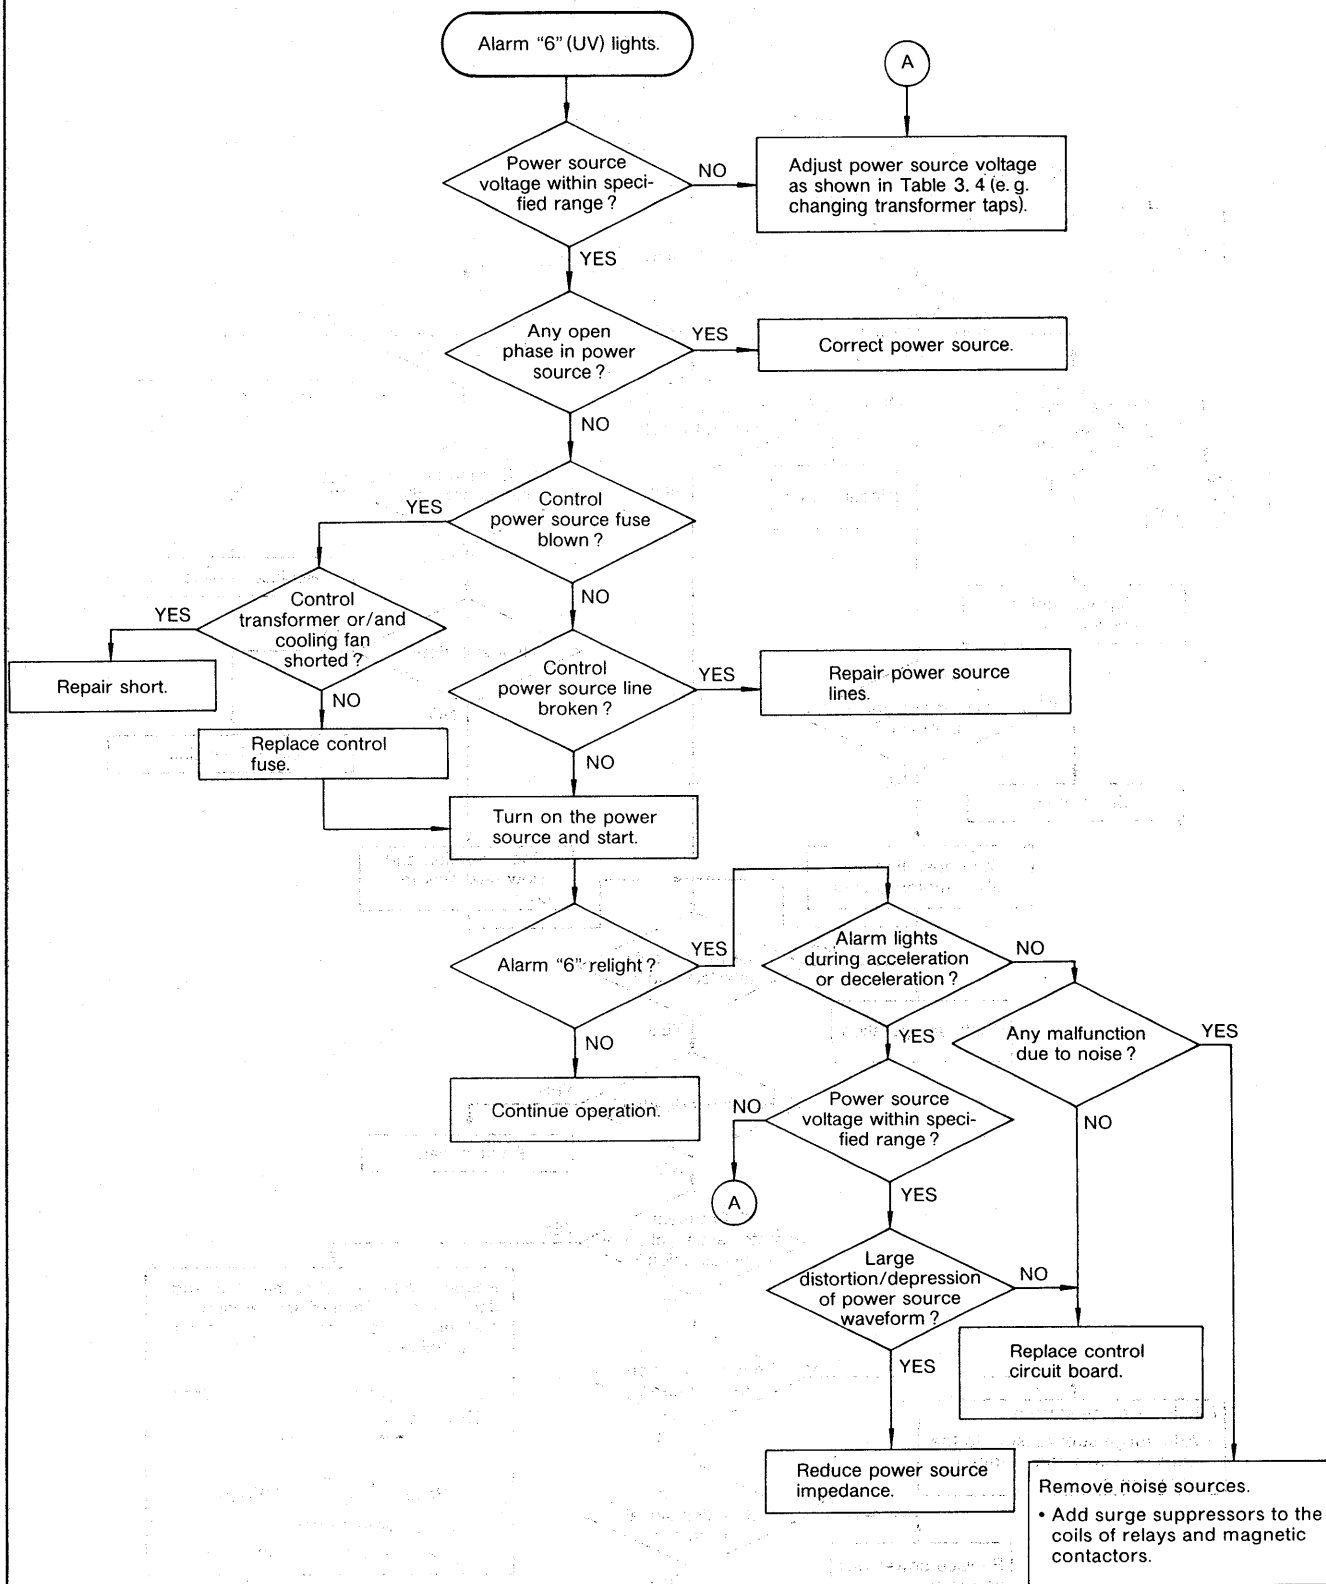 Alarm “6” (UV) lights.
A
Power source
voltage within speci-
fied range ?
NO
Adjust power source voltage
as shown in Table 3. 4 (e. g.
changing transformer taps).
YES
Any open
phase in power
source ?
YES
Correct power source.
NO
Control
power source fuse
blown ?
YES
NO
Control
transformer or/and
cooling fan
shorted ?
YES
Repair short.
NO
Replace control
fuse.
Control
power source line
broken ?
YES
Repair power source
lines.
NO
Turn on the power
source and start.
Alarm “6” relight ?
YES
NO
Continue operation.
Alarm lights
during acceleration
or deceleration ?
NO
YES
Any malfunction
due to noise ?
YES
NO
Power source
voltage within speci-
fied range ?
NO
A
YES
Large
distortion/depression
of power source
waveform ?
NO
YES
Replace control
circuit board.
Reduce power source
impedance.
Remove noise sources.
• Add surge suppressors to the
coils of relays and magnetic
contactors.